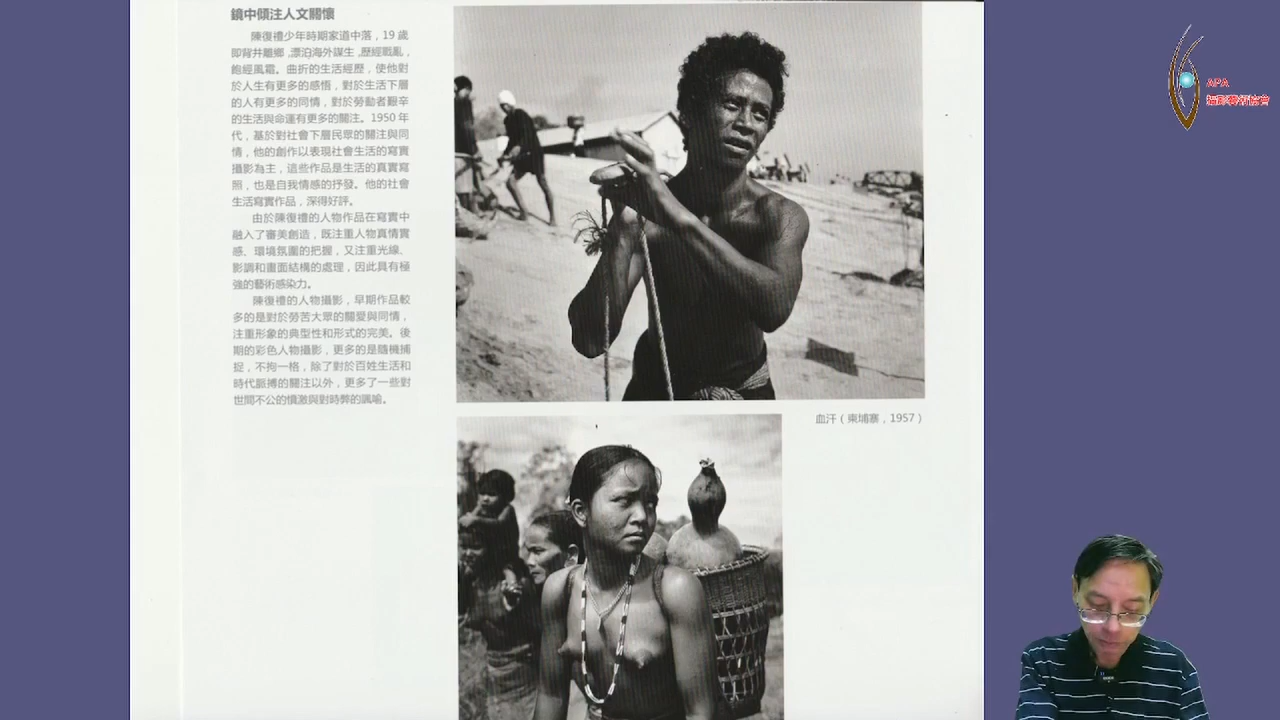 鏡中傾注人文關懷
陳復禮少年時期家道中落，19 歲
即背井離鄉，漂泊海外謀生，歷經戰亂，
飽經風霜。曲折的生活經歷，使他對
於人生有更多的感悟，對於生活下層
的人有更多的同情，對於勞動者艱辛
的生活與命運有更多的關注。1950 年
代，基於對社會下層民眾的關注與同
情，他的創作以表現社會生活的寫實
攝影為主，這些作品是生活的真實寫
照，也是自我情感的抒發。他的社會
生活寫實作品，深得好評。
由於陳復禮的人物作品在寫實中
融入了審美創造，既注重人物真情實
感、環境氛圍的把握，又注重光線、
影調和畫面結構的處理，因此具有極
強的藝術感染力。
陳復禮的人物攝影，早期作品較
多的是對於勞苦大眾的關愛與同情，
注重形象的典型性和形式的完美。後
期的彩色人物攝影，更多的是隨機捕
捉，不拘一格，除了對於百姓生活和
時代脈搏的關注以外，更多了一些對
世間不公的憤激與對時弊的諷喻。
血汗（柬埔寨，1957）
APA
攝影藝術協會